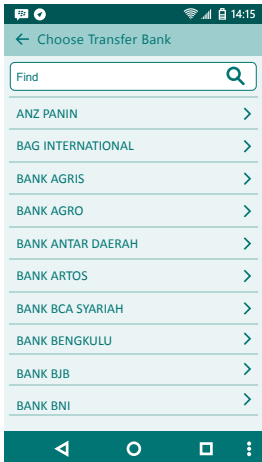 14:15
Choose Transfer Bank
Find
ANZ PANIN
BAG INTERNATIONAL
BANK AGRIS
BANK AGRO
BANK ANTAR DAERAH
BANK ARTOS
BANK BCA SYARIAH
BANK BENGKULU
BANK BJB
BANK BNI